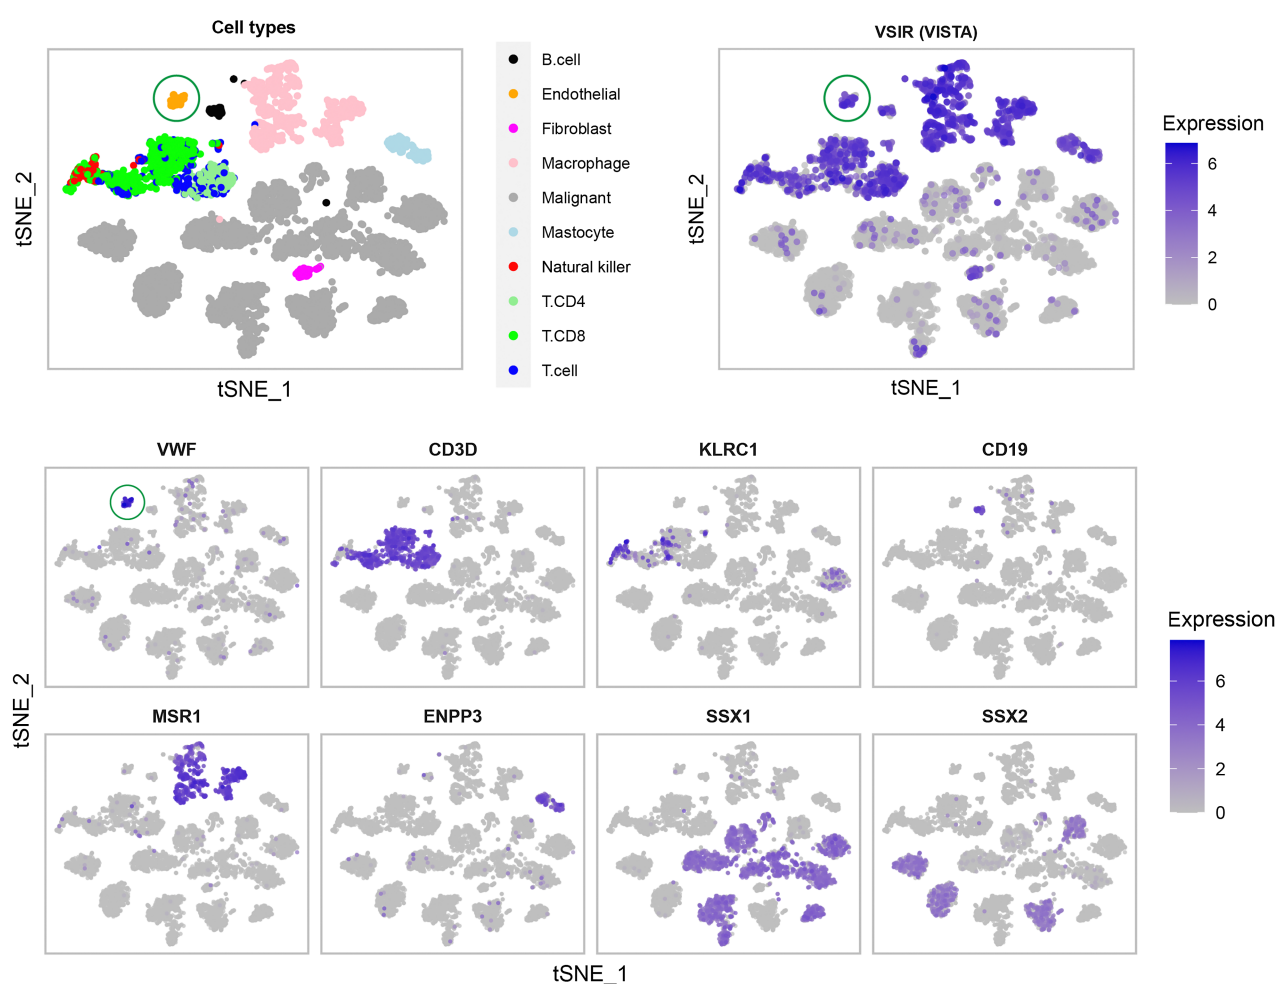 Cell types
tSNE_2
tSNE_1
B.cell
Endothelial
Fibroblast
Macrophage
Malignant
Mastocyte
Natural killer
T.CD4
T.CD8
T.cell
VSIR (VISTA)
tSNE_2
tSNE_1
Expression
6
4
2
0
VWF
CD3D
KLRC1
CD19
MSR1
ENPP3
SSX1
SSX2
tSNE_2
tSNE_1
Expression
6
4
2
0